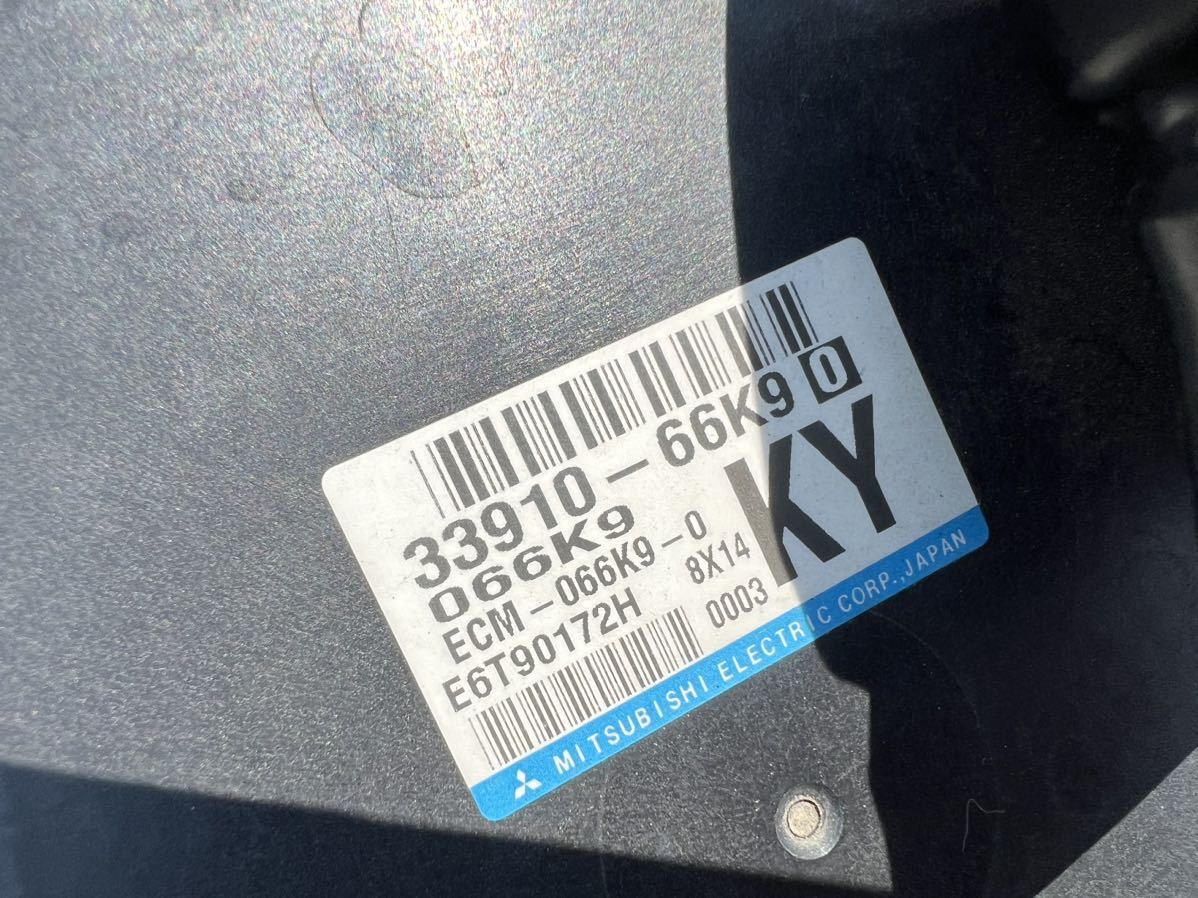 33910-66K9 0
066K9
KY
ECM-066K9-0
E6T90172H 8X14
0003
MITSUBISHI ELECTRIC CORP.,JAPAN